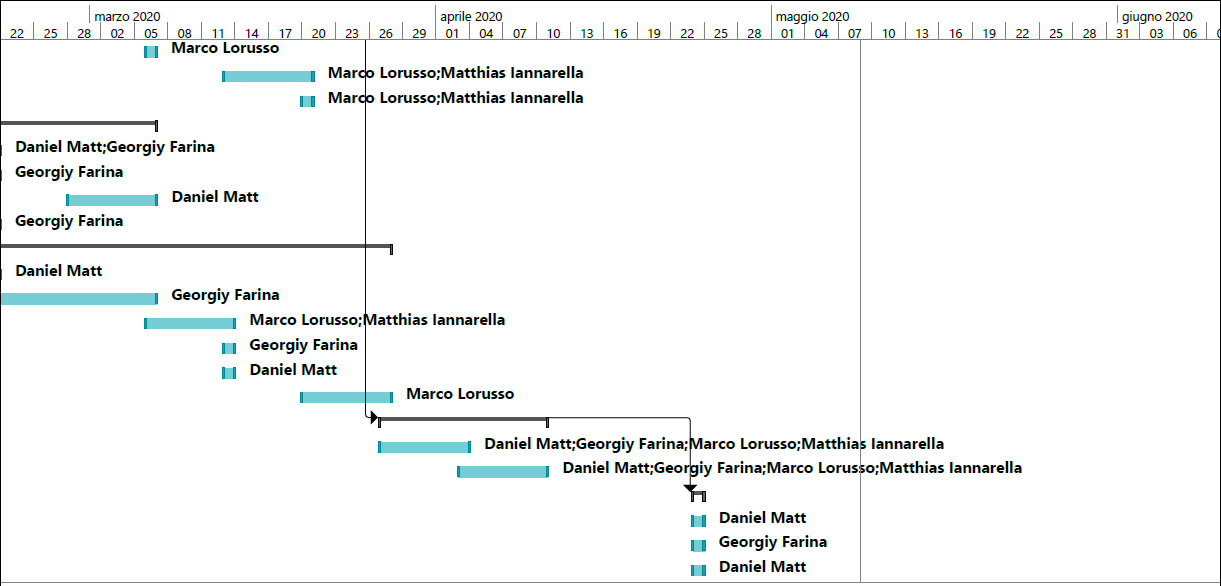 marzo 2020 aprile 2020 maggio 2020 giugno 2020
22 25 28 02 05 08 11 14 17 20 23 26 29 01 04 07 10 13 16 19 22 25 28 01 04 07 10 13 16 19 22 25 28 31 03 06 0
Marco Lorusso
Marco Lorusso;Matthias Iannarella
Marco Lorusso;Matthias Iannarella
Daniel Matt;Georgiy Farina
Georgiy Farina
Daniel Matt
Georgiy Farina
Daniel Matt
Georgiy Farina
Marco Lorusso;Matthias Iannarella
Georgiy Farina
Daniel Matt
Marco Lorusso
Daniel Matt;Georgiy Farina;Marco Lorusso;Matthias Iannarella
Daniel Matt;Georgiy Farina;Marco Lorusso;Matthias Iannarella
Daniel Matt
Georgiy Farina
Daniel Matt